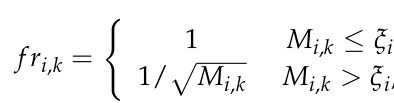 fr_{i,k} = { 1 M_{i,k} ≤ ξ_i
1/√M_{i,k} M_{i,k} > ξ_i,